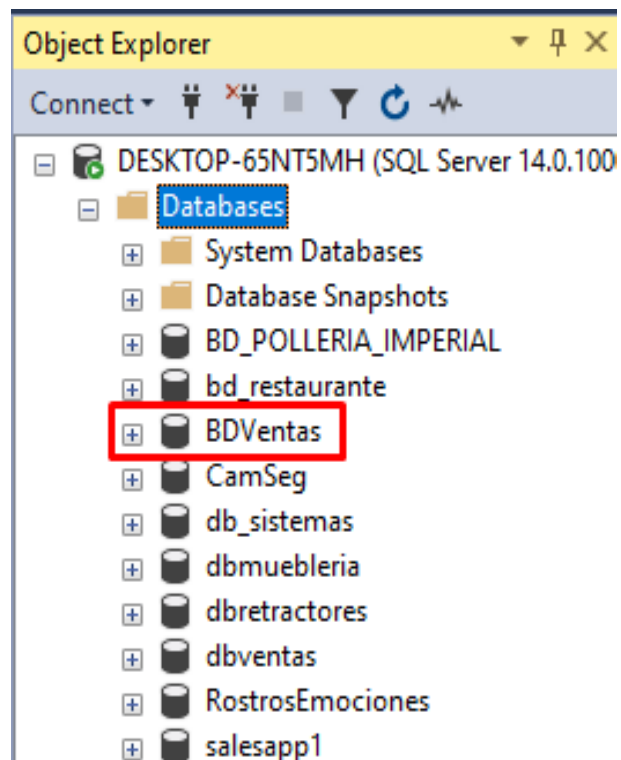 Object Explorer
Connect
DESKTOP-65NT5MH (SQL Server 14.0.100
Databases
System Databases
Database Snapshots
BD_POLLERIA_IMPERIAL
bd_restaurante
BDVentas
CamSeg
db_sistemas
dbmuebleria
dbretractores
dbventas
RostrosEmociones
salesapp1